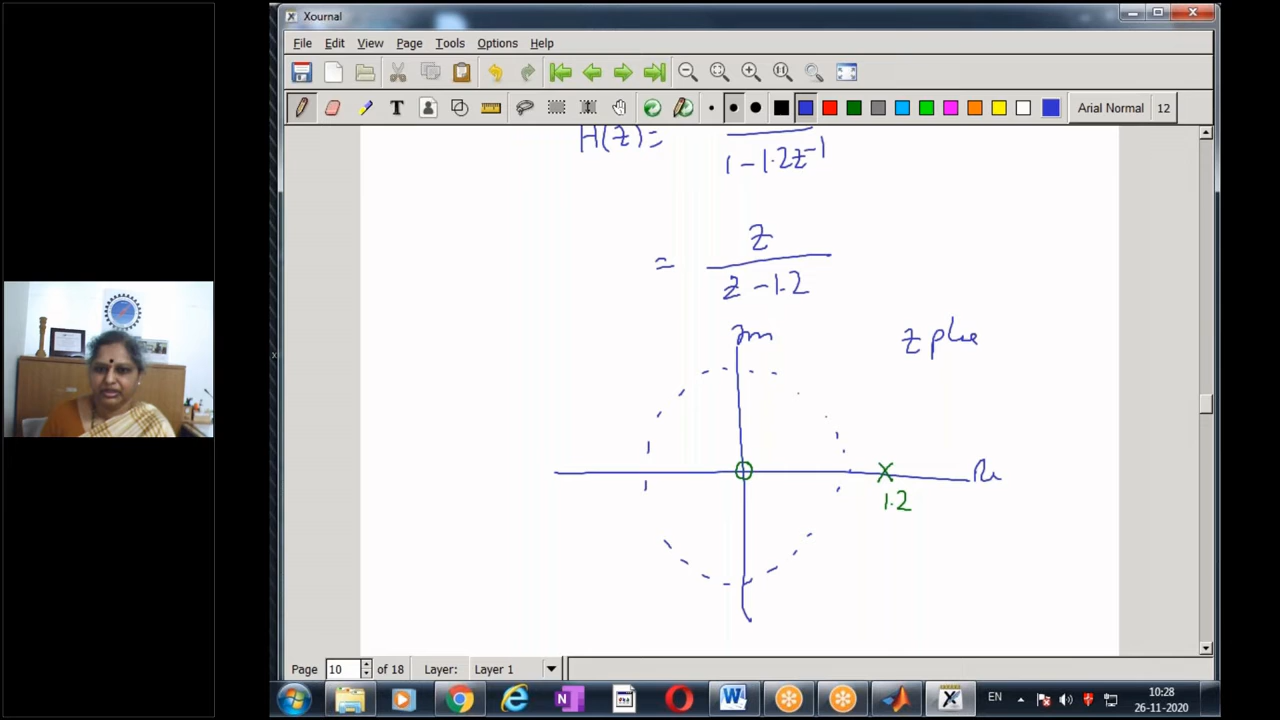 Xournal
File Edit View Page Tools Options Help
Arial Normal 12
H(Z)=
1-1.2z-1
= z
z-1.2
Im
z plane
Re
1.2
Page 10 of 18 Layer: Layer 1
EN
10:28
26-11-2020